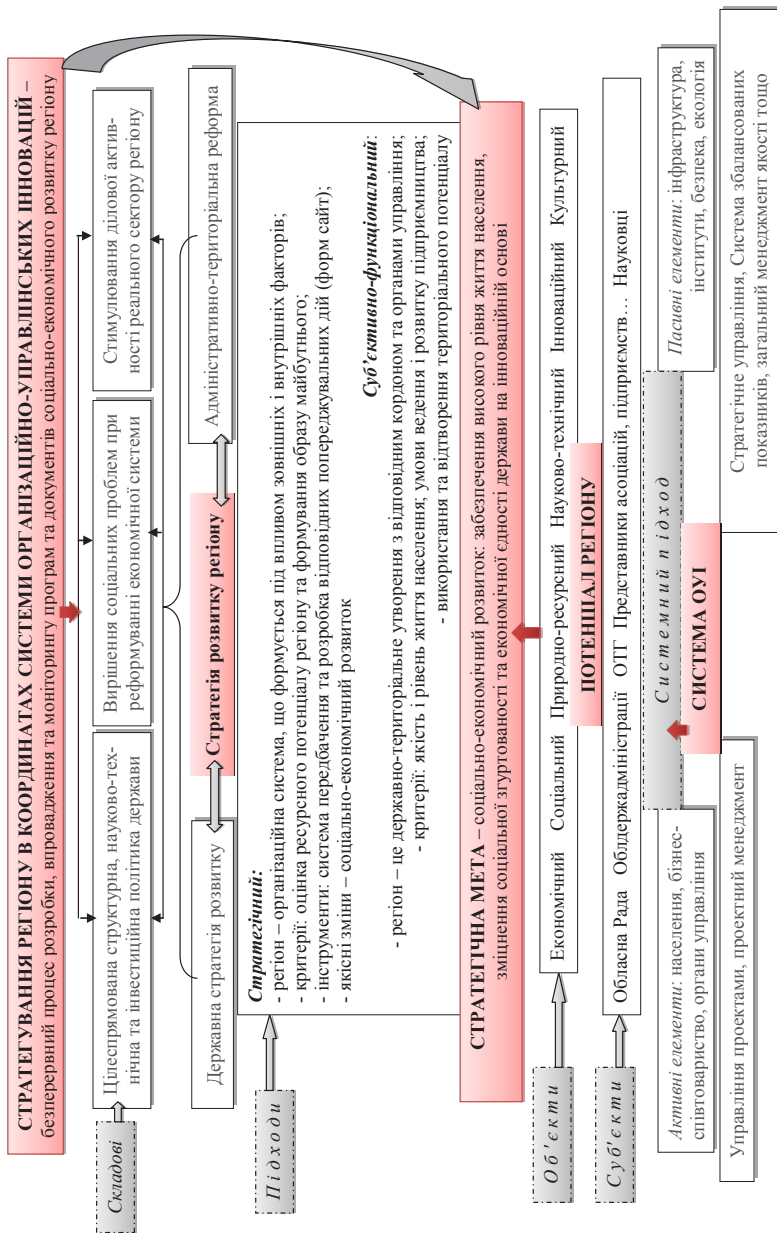 СТРАТЕГУВАННЯ РЕГІОНУ В КООРДИНАТАХ СИСТЕМИ ОРГАНІЗАЦІЙНО-УПРАВЛІНСЬКИХ ІННОВАЦІЙ –
безперервний процес розробки, впровадження та моніторингу програм та документів соціально-економічного розвитку регіону
Складові
Цілеспрямована структурна, науково-тех-
нічна та інвестиційна політика держави
Вирішення соціальних проблем при
реформуванні економічної системи
Стимулювання ділової актив-
ності реального сектору регіону
Державна стратегія розвитку
Стратегія розвитку регіону
Адміністративно-територіальна реформа
Підходи
Стратегічний:
- регіон – організаційна система, що формується під впливом зовнішніх і внутрішніх факторів;
- критерії: оцінка ресурсного потенціалу регіону та формування образу майбутнього;
- інструменти: система передбачення та розробка відповідних попереджувальних дій (форм сайт);
- якісні зміни – соціально-економічний розвиток
Суб'єктивно-функціональний:
- регіон – це державно-територіальне утворення з відповідним кордоном та органами управління;
- критерії: якість і рівень життя населення; умови ведення і розвитку підприємництва;
- використання та відтворення територіального потенціалу
СТРАТЕГІЧНА МЕТА – соціально-економічний розвиток: забезпечення високого рівня життя населення,
зміцнення соціальної згуртованості та економічної єдності держави на інноваційній основі
Об'єкти
Економічний Соціальний Природно-ресурсний Науково-технічний Інноваційний Культурний
ПОТЕНЦІАЛ РЕГІОНУ
Суб'єкти
Обласна Рада Облдержадміністрації ОТГ Представники асоціацій, підприємств… Науковці
Активні елементи: населення, бізнес-
співтовариство, органи управління
Системний підхід
Пасивні елементи: інфраструктура,
інститути, безпека, екологія
Управління проектами, проектний менеджмент
СИСТЕМА ОУІ
Стратегічне управління, Система збалансованих
показників, загальний менеджмент якості тощо